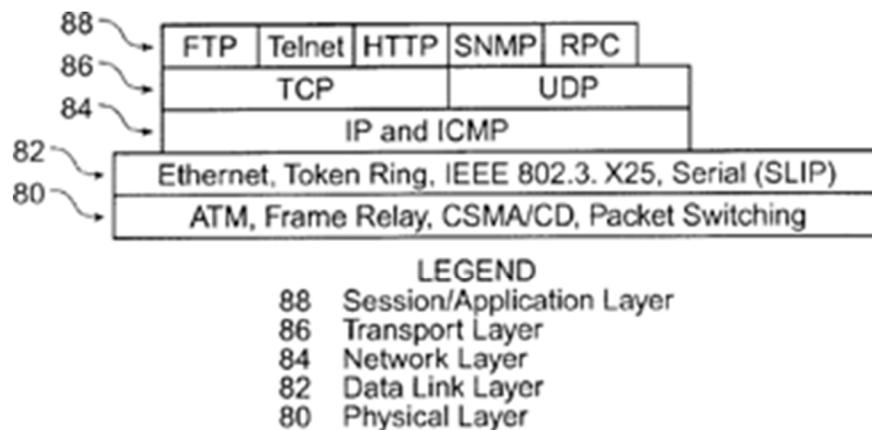 88 FTP Telnet HTTP SNMP RPC
86 TCP UDP
84 IP and ICMP
82 Ethernet, Token Ring, IEEE 802.3. X25, Serial (SLIP)
80 ATM, Frame Relay, CSMA/CD, Packet Switching
LEGEND
88 Session/Application Layer
86 Transport Layer
84 Network Layer
82 Data Link Layer
80 Physical Layer